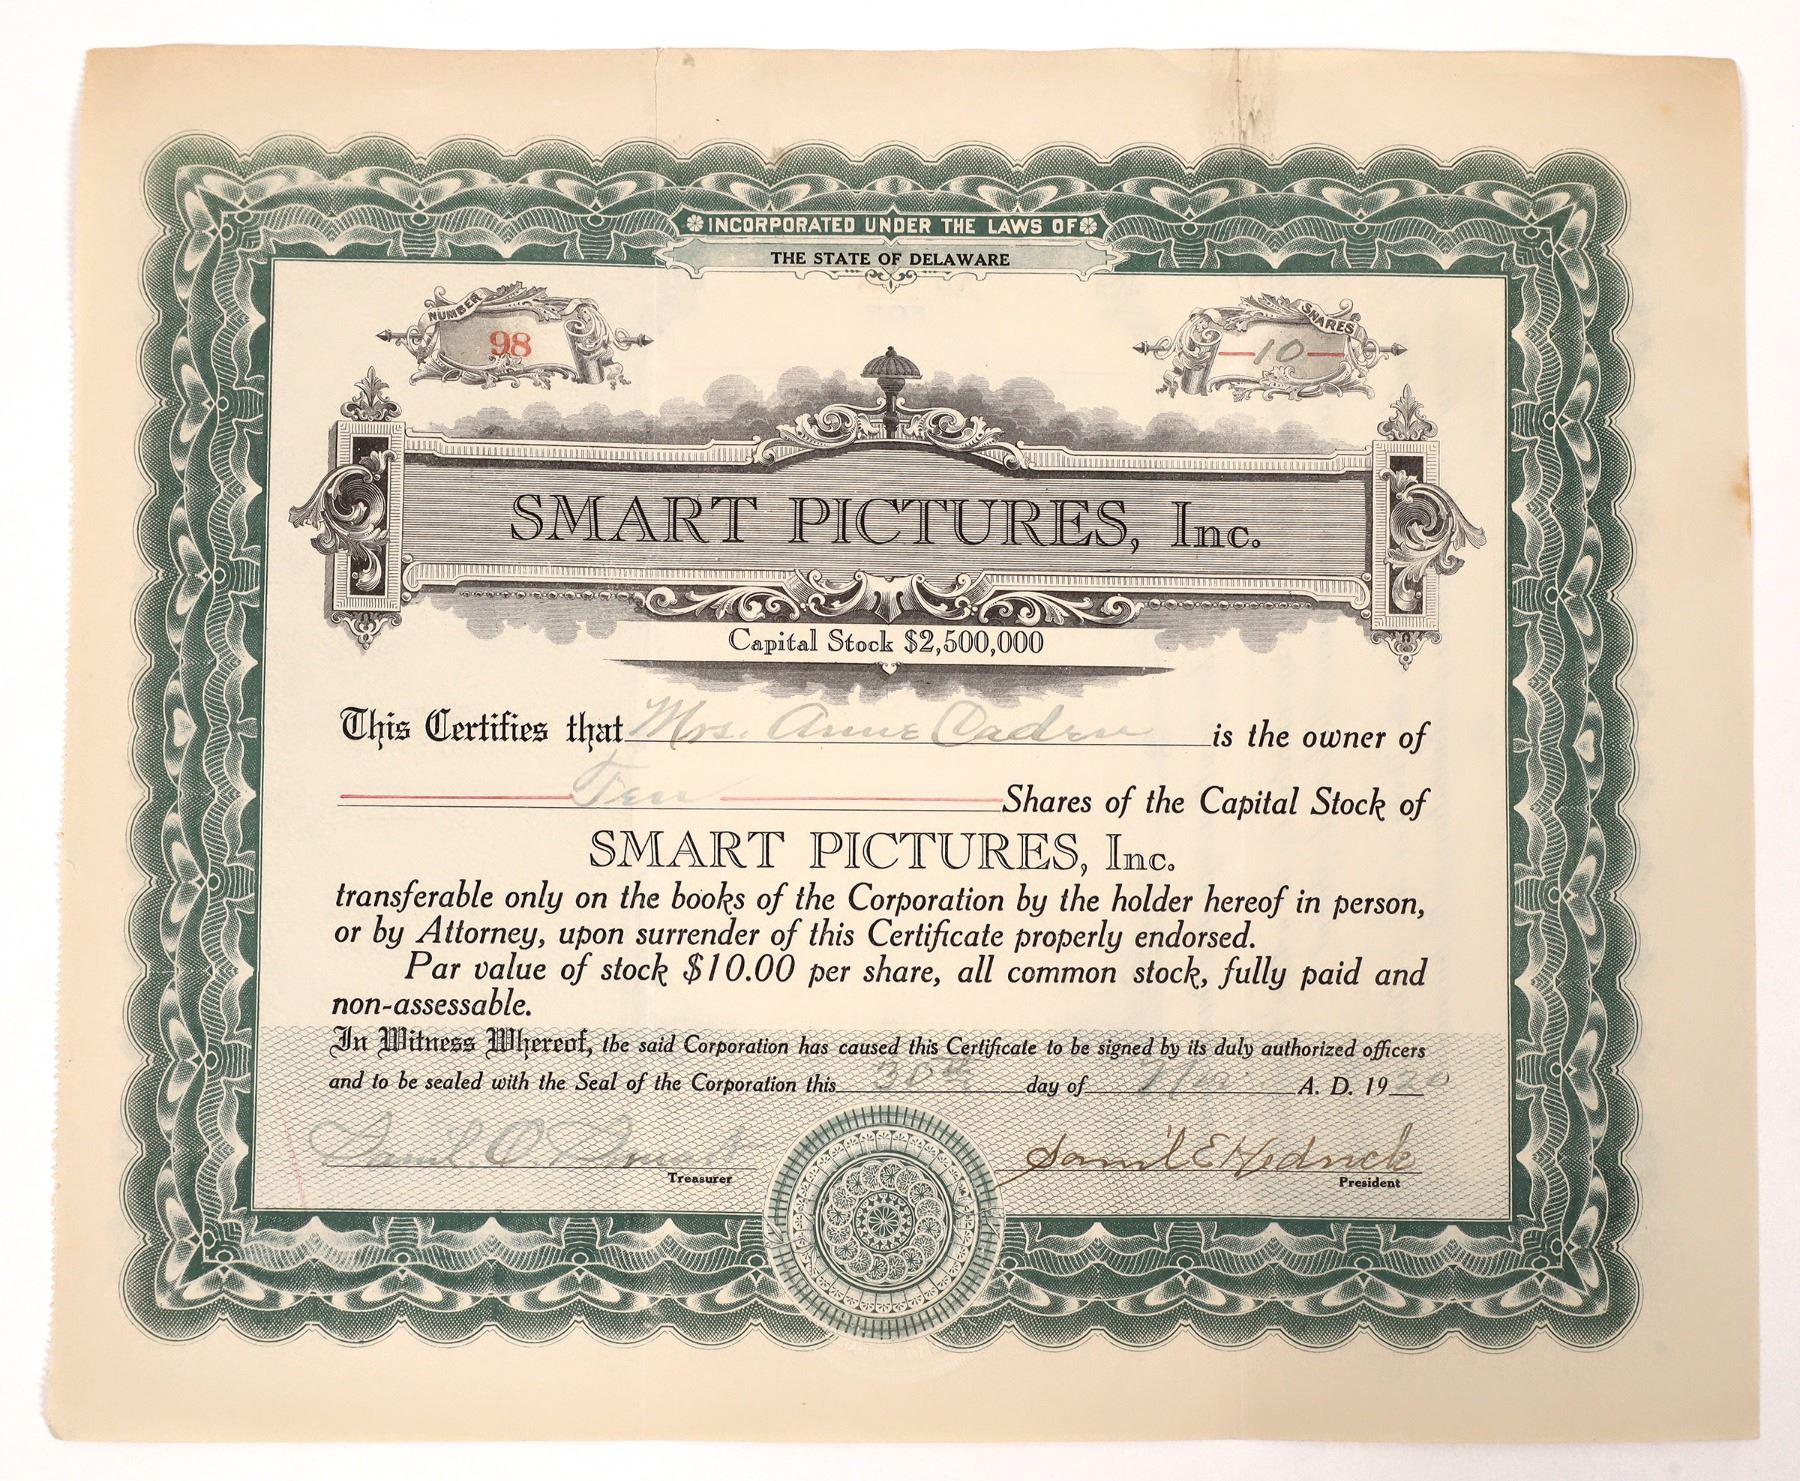 INCORPORATED UNDER THE LAWS OF
THE STATE OF DELAWARE
NUMBER
98
SHARES
10
SMART PICTURES, Inc.
Capital Stock $2,500,000
This Certifies that Mrs. Anne is the owner of
Ten Shares of the Capital Stock of
SMART PICTURES, Inc.
transferable only on the books of the Corporation by the holder hereof in person,
or by Attorney, upon surrender of this Certificate properly endorsed.
Par value of stock $10.00 per share, all common stock, fully paid and
non-assessable.
In Witness Whereof, the said Corporation has caused this Certificate to be signed by its duly authorized officers
and to be sealed with the Seal of the Corporation this 30th day of A. D. 1920
Saml. O
Treasurer
Sam'l E Hedrick
President